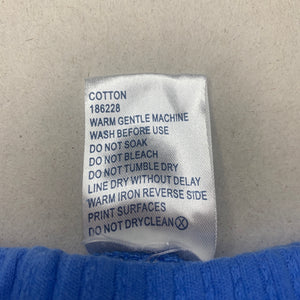 COTTON
186228
WARM GENTLE MACHINE
WASH BEFORE USE
DO NOT SOAK
DO NOT BLEACH
DO NOT TUMBLE DRY
LINE DRY WITHOUT DELAY
WARM IRON REVERSE SIDE
PRINT SURFACES
DO NOT DRYCLEAN Ⓧ